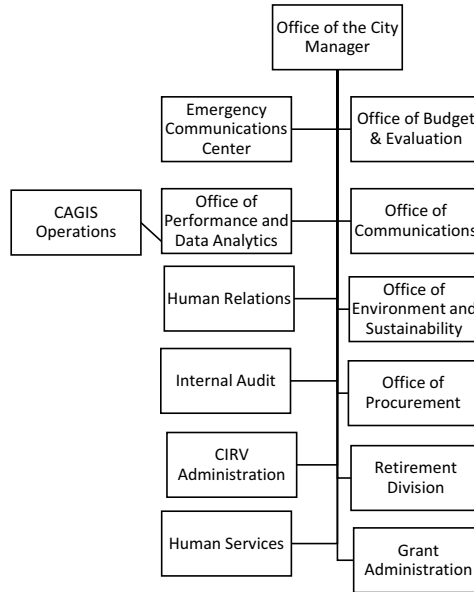 Office of the City
Manager
Emergency
Communications
Center
Office of Budget
& Evaluation
CAGIS
Operations
Office of
Performance and
Data Analytics
Office of
Communications
Human Relations
Office of
Environment and
Sustainability
Internal Audit
Office of
Procurement
CIRV
Administration
Retirement
Division
Human Services
Grant
Administration